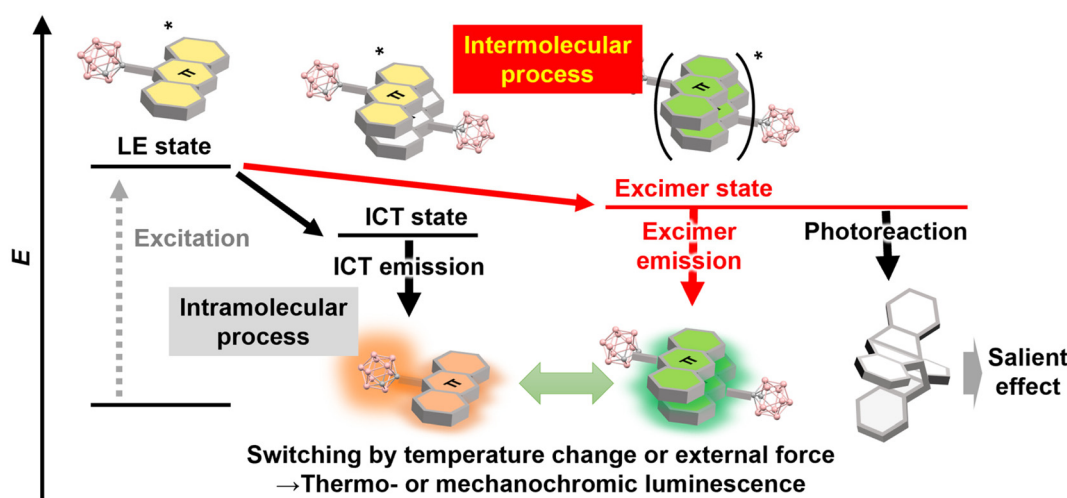 *
*
Intermolecular
process
*
π
π
π
LE state
Excimer state
ICT state
Excitation
Excimer
emission
Photoreaction
ICT emission
E
Intramolecular
process
π
π
Salient
effect
Switching by temperature change or external force
→Thermo- or mechanochromic luminescence